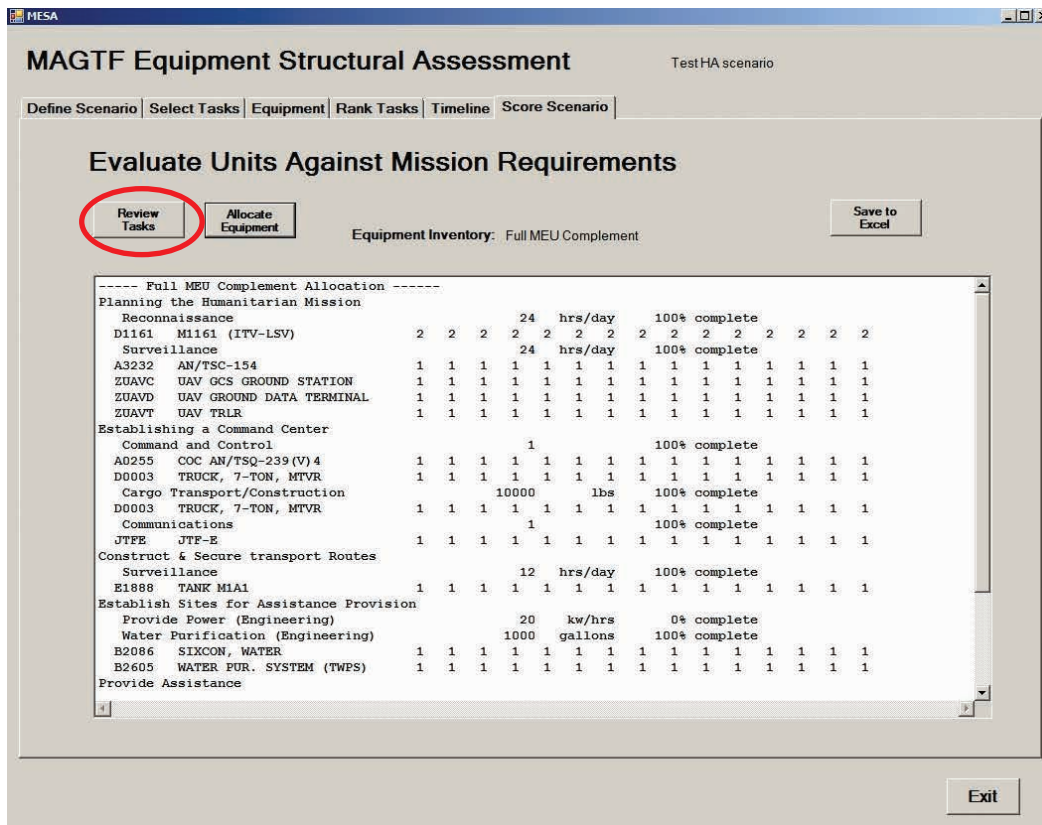 MESA
MAGTF Equipment Structural Assessment Test HA scenario
Define Scenario Select Tasks Equipment Rank Tasks Timeline Score Scenario
Evaluate Units Against Mission Requirements
Review Tasks
Allocate Equipment
Equipment Inventory: Full MEU Complement
Save to Excel
----- Full MEU Complement Allocation ------
Planning the Humanitarian Mission
Reconnaissance 24 hrs/day 100% complete
D1161 M1161 (ITV-LSV) 2 2 2 2 2 2 2 2 2 2 2 2 2 2 2
Surveillance 24 hrs/day 100% complete
A3232 AN/TSC-154 1 1 1 1 1 1 1 1 1 1 1 1 1 1 1
ZUAVC UAV GCS GROUND STATION 1 1 1 1 1 1 1 1 1 1 1 1 1 1 1
ZUAVD UAV GROUND DATA TERMINAL 1 1 1 1 1 1 1 1 1 1 1 1 1 1 1
ZUAVT UAV TRLR 1 1 1 1 1 1 1 1 1 1 1 1 1 1 1
Establishing a Command Center
Command and Control 1 100% complete
A0255 COC AN/TSQ-239(V)4 1 1 1 1 1 1 1 1 1 1 1 1 1 1 1
D0003 TRUCK, 7-TON, MTVR 1 1 1 1 1 1 1 1 1 1 1 1 1 1 1
Cargo Transport/Construction 10000 lbs 100% complete
D0003 TRUCK, 7-TON, MTVR 1 1 1 1 1 1 1 1 1 1 1 1 1 1 1
Communications 1 100% complete
JTFE JTF-E 1 1 1 1 1 1 1 1 1 1 1 1 1 1 1
Construct & Secure transport Routes
Surveillance 12 hrs/day 100% complete
E1888 TANK M1A1 1 1 1 1 1 1 1 1 1 1 1 1 1 1 1
Establish Sites for Assistance Provision
Provide Power (Engineering) 20 kw/hrs 0% complete
Water Purification (Engineering) 1000 gallons 100% complete
B2086 SIXCON, WATER 1 1 1 1 1 1 1 1 1 1 1 1 1 1 1
B2605 WATER PUR. SYSTEM (TWPS) 1 1 1 1 1 1 1 1 1 1 1 1 1 1 1
Provide Assistance
Exit